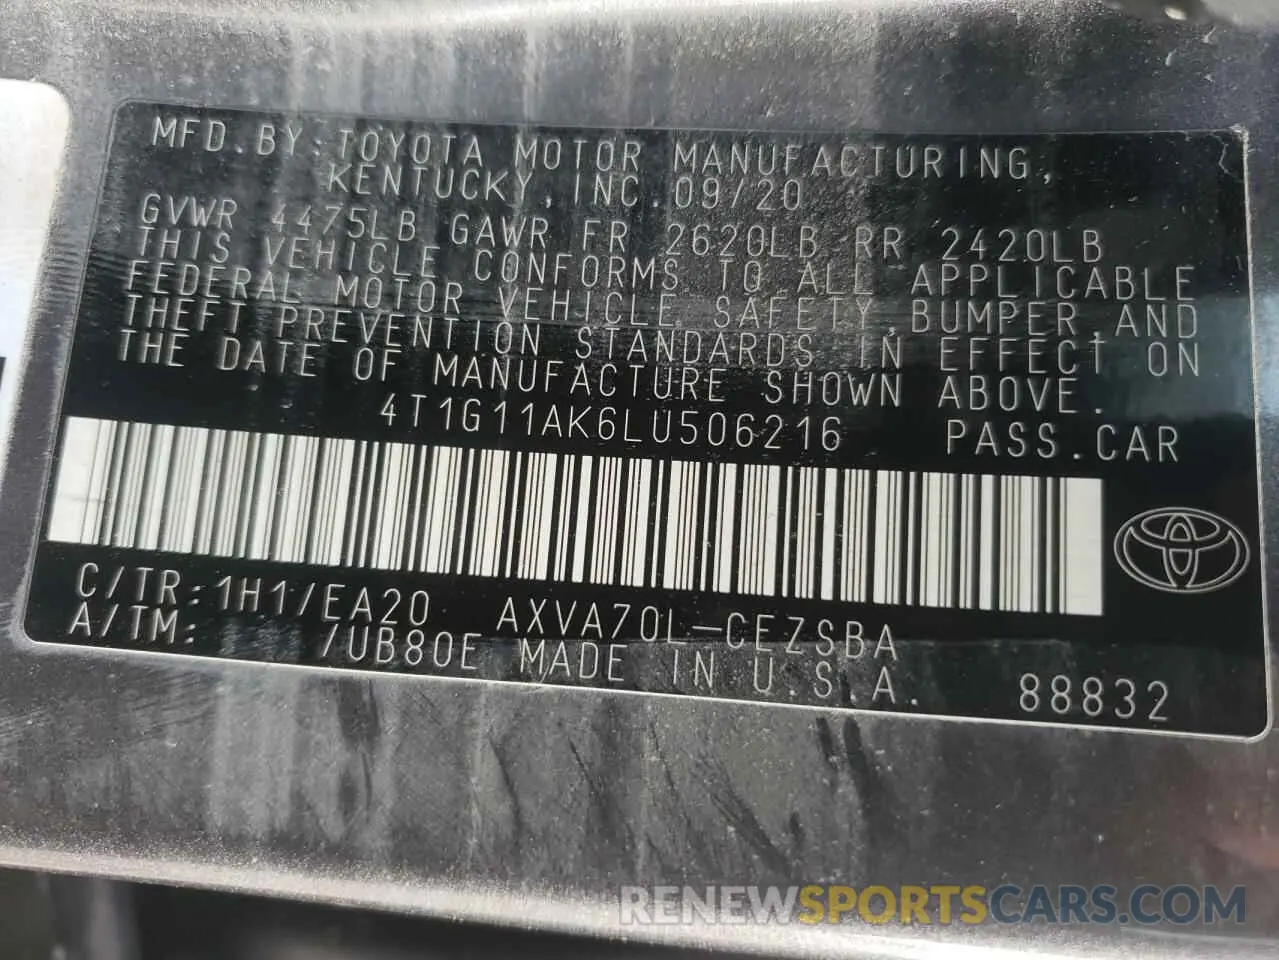 MFD.BY:TOYOTA MOTOR MANUFACTURING,
KENTUCKY,INC.09/20
GVWR 4475LB GAWR FR 2620LB RR 2420LB
THIS VEHICLE CONFORMS TO ALL APPLICABLE
FEDERAL MOTOR VEHICLE SAFETY,BUMPER,AND
THEFT PREVENTION STANDARDS IN EFFECT ON
THE DATE OF MANUFACTURE SHOWN ABOVE.
4T1G11AK6LU506216 PASS.CAR
C/TR:1H1/EA20 AXVA70L-CEZSBA
A/TM: /UB80E MADE IN U.S.A. 88832
RENEWSPORTSCARS.COM